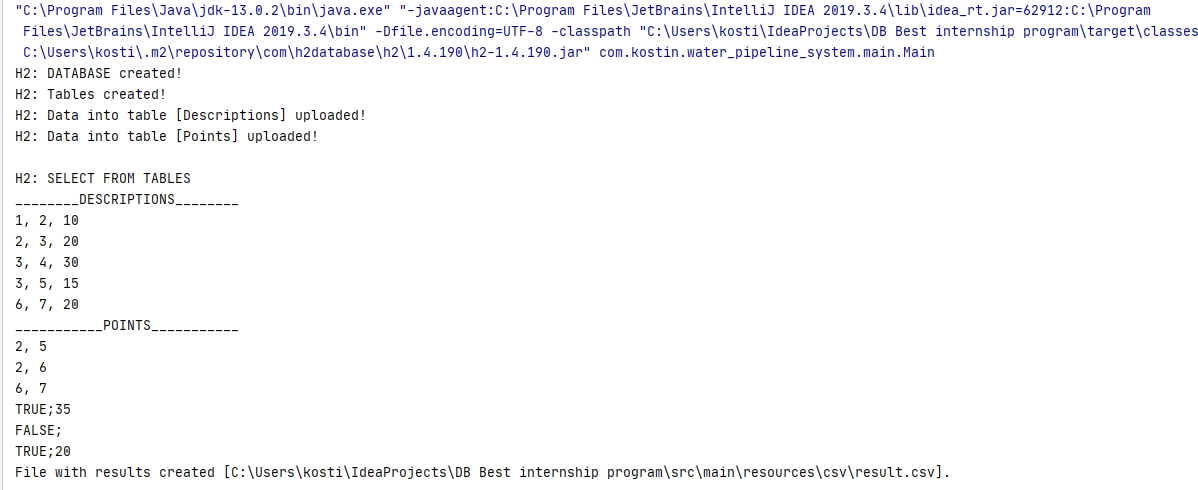 "C:\Program Files\Java\jdk-13.0.2\bin\java.exe" "-javaagent:C:\Program Files\JetBrains\IntelliJ IDEA 2019.3.4\lib\idea_rt.jar=62912:C:\Program
Files\JetBrains\IntelliJ IDEA 2019.3.4\bin" -Dfile.encoding=UTF-8 -classpath "C:\Users\kosti\IdeaProjects\DB Best internship program\target\classes
C:\Users\kosti\.m2\repository\com\h2database\h2\1.4.190\h2-1.4.190.jar" com.kostin.water_pipeline_system.main.Main
H2: DATABASE created!
H2: Tables created!
H2: Data into table [Descriptions] uploaded!
H2: Data into table [Points] uploaded!
H2: SELECT FROM TABLES
________DESCRIPTIONS________
1, 2, 10
2, 3, 20
3, 4, 30
3, 5, 15
6, 7, 20
___________POINTS___________
2, 5
2, 6
6, 7
TRUE;35
FALSE;
TRUE;20
File with results created [C:\Users\kosti\IdeaProjects\DB Best internship program\src\main\resources\csv\result.csv].